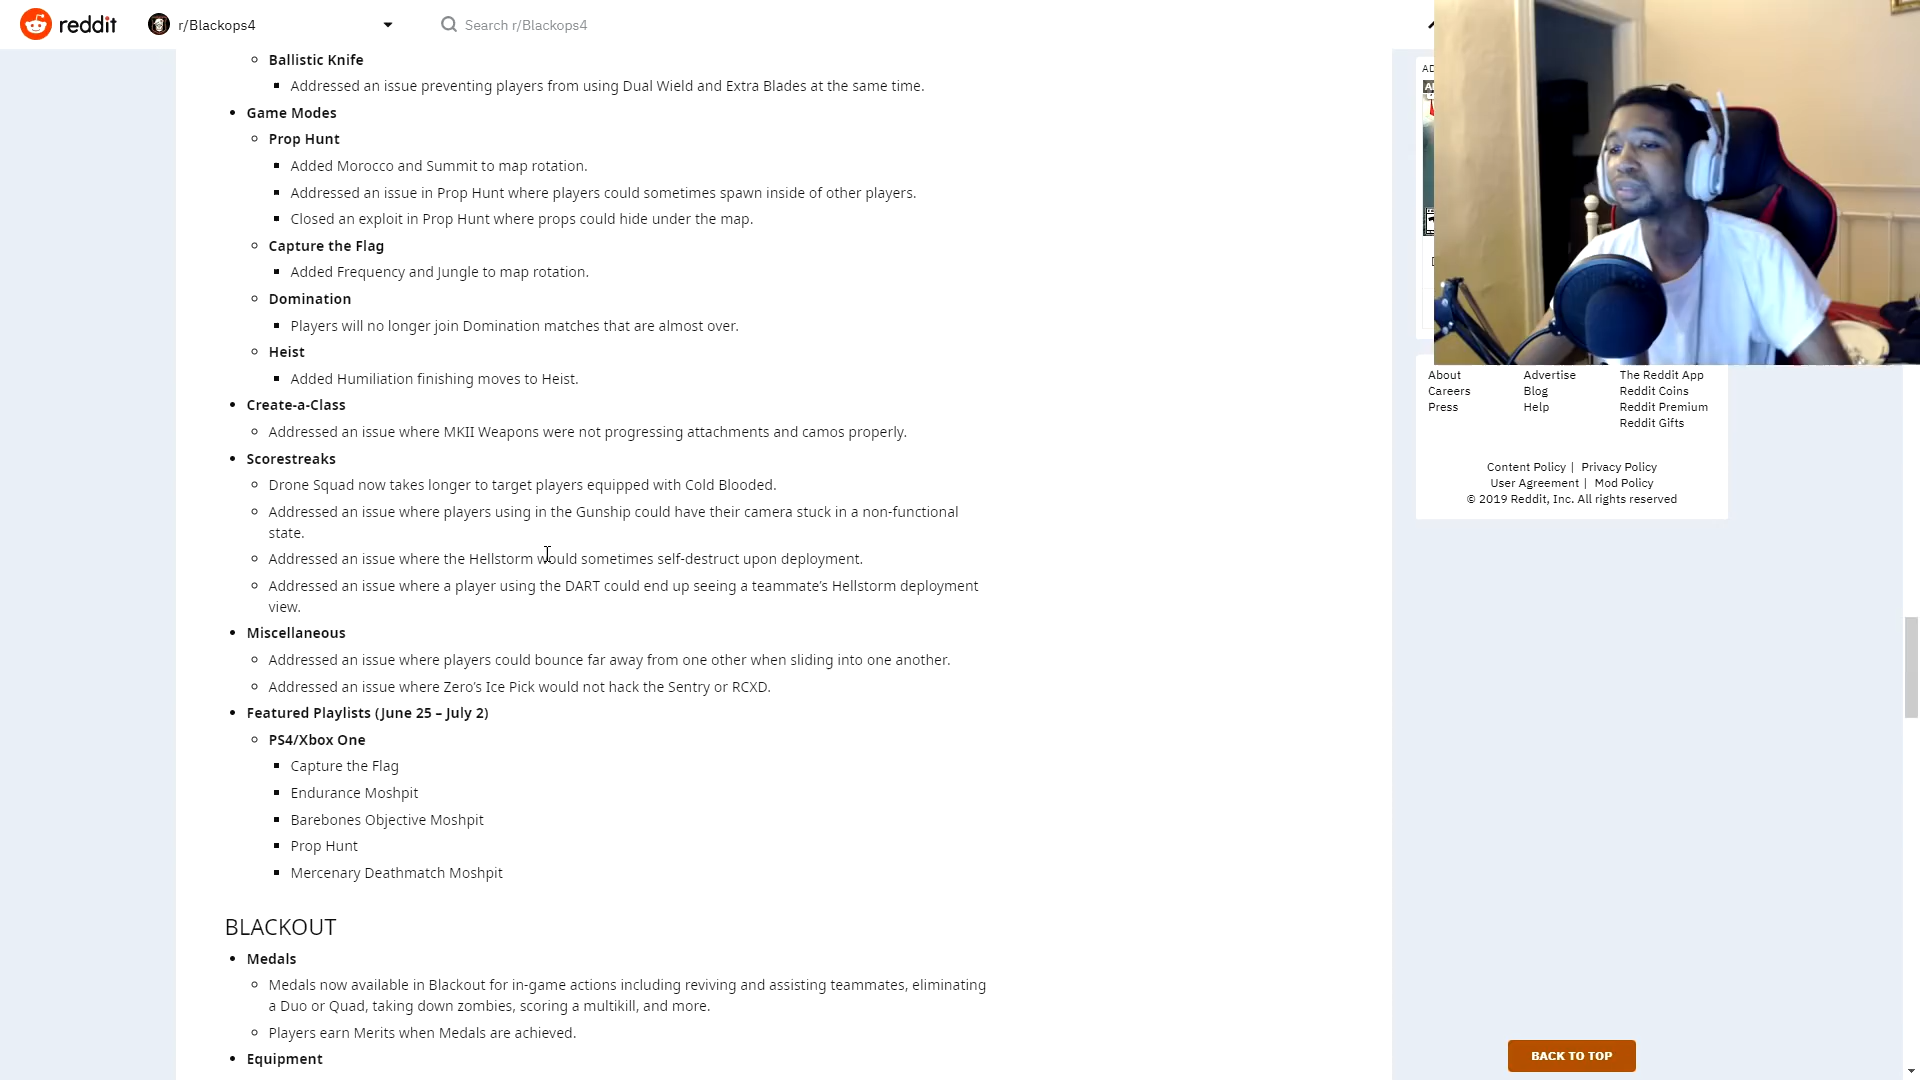 reddit
r/Blackops4
Search r/Blackops4
Ballistic Knife
Addressed an issue preventing players from using Dual Wield and Extra Blades at the same time.
Game Modes
Prop Hunt
Added Morocco and Summit to map rotation.
Addressed an issue in Prop Hunt where players could sometimes spawn inside of other players.
Closed an exploit in Prop Hunt where props could hide under the map.
Capture the Flag
Added Frequency and Jungle to map rotation.
Domination
Players will no longer join Domination matches that are almost over.
Heist
Added Humiliation finishing moves to Heist.
Create-a-Class
Addressed an issue where MKII Weapons were not progressing attachments and camos properly.
Scorestreaks
Drone Squad now takes longer to target players equipped with Cold Blooded.
Addressed an issue where players using in the Gunship could have their camera stuck in a non-functional
state.
Addressed an issue where the Hellstorm would sometimes self-destruct upon deployment.
Addressed an issue where a player using the DART could end up seeing a teammate’s Hellstorm deployment
view.
Miscellaneous
Addressed an issue where players could bounce far away from one other when sliding into one another.
Addressed an issue where Zero’s Ice Pick would not hack the Sentry or RCXD.
Featured Playlists (June 25 – July 2)
PS4/Xbox One
Capture the Flag
Endurance Moshpit
Barebones Objective Moshpit
Prop Hunt
Mercenary Deathmatch Moshpit
BLACKOUT
Medals
Medals now available in Blackout for in-game actions including reviving and assisting teammates, eliminating
a Duo or Quad, taking down zombies, scoring a multikill, and more.
Players earn Merits when Medals are achieved.
Equipment
About Advertise The Reddit App
Careers Blog Reddit Coins
Press Help Reddit Premium
Reddit Gifts
Content Policy | Privacy Policy
User Agreement | Mod Policy
© 2019 Reddit, Inc. All rights reserved
BACK TO TOP